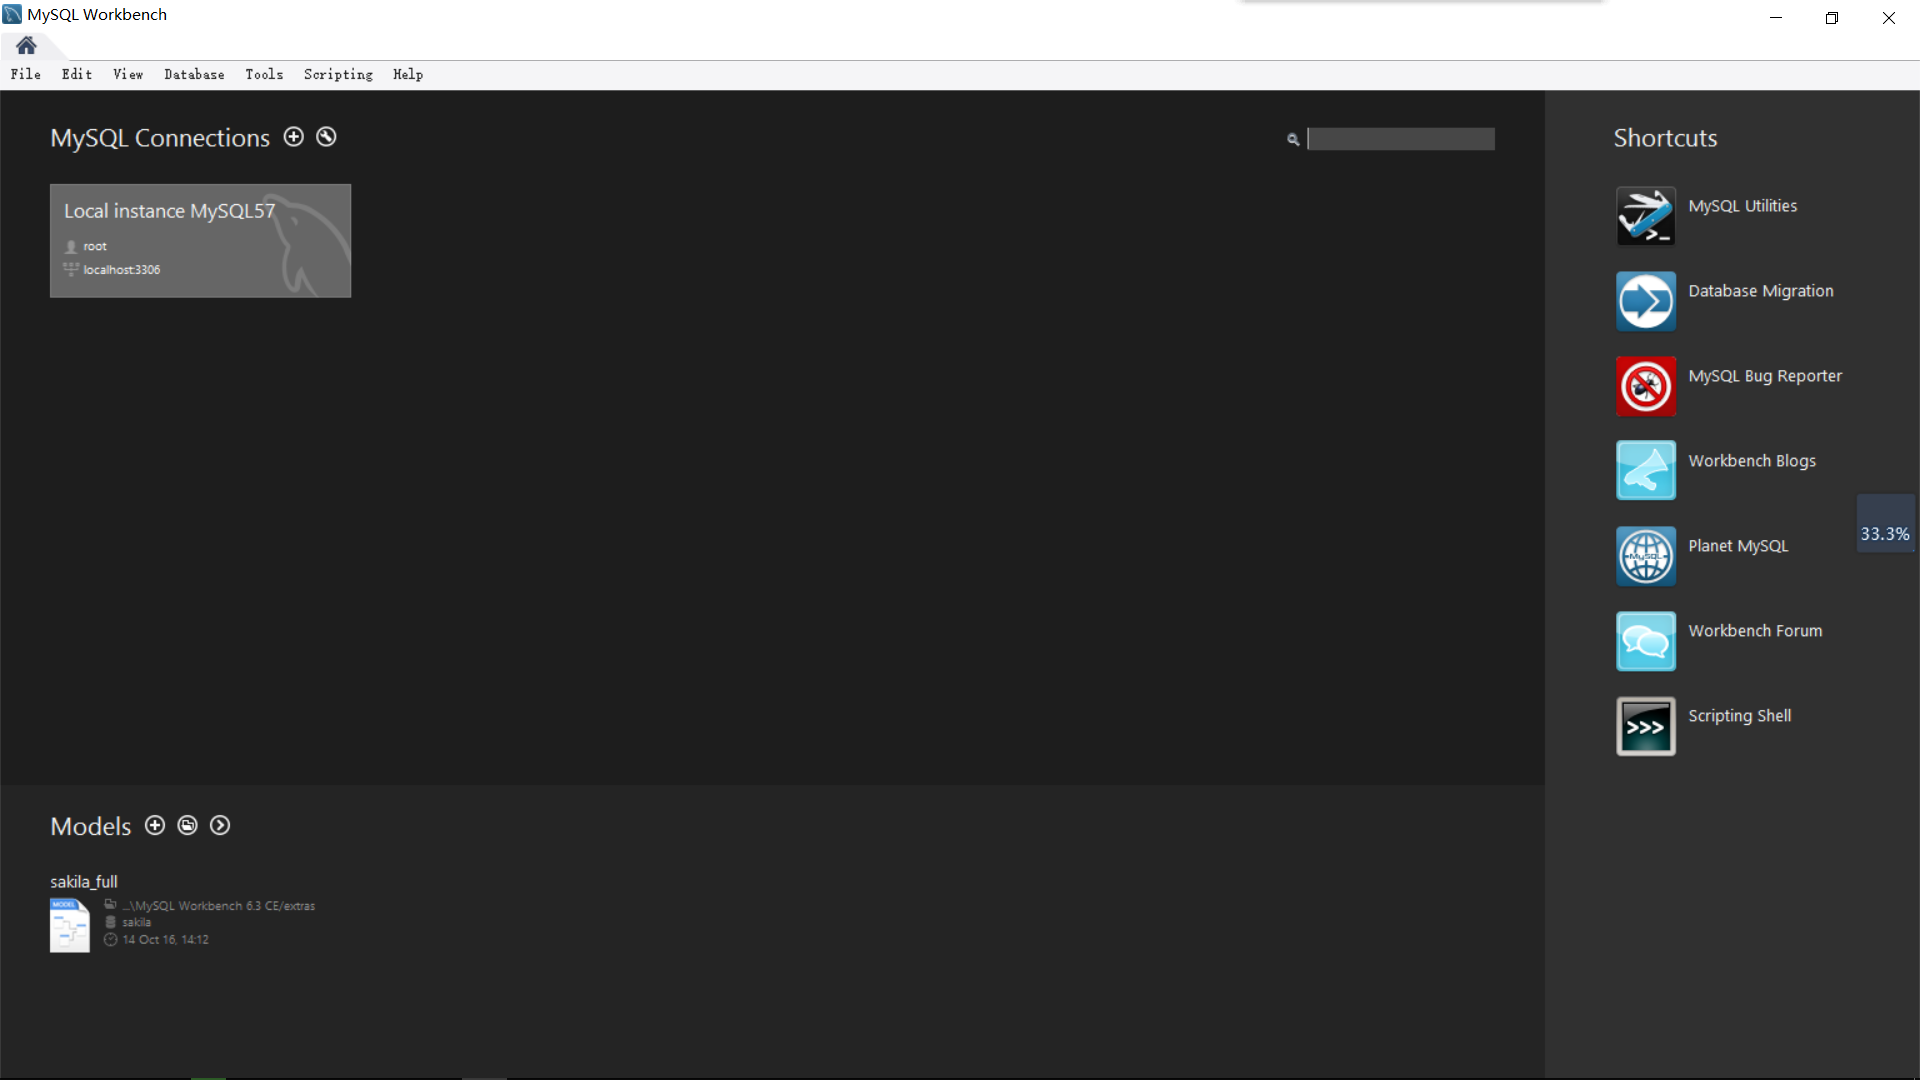 MySQL Workbench
File Edit View Database Tools Scripting Help
MySQL Connections
Local instance MySQL57
root
localhost:3306
Shortcuts
MySQL Utilities
Database Migration
MySQL Bug Reporter
Workbench Blogs
Planet MySQL
MySQL
Workbench Forum
Scripting Shell
>>>
33.3%
Models
sakila_full
MODEL
...\MySQL Workbench 6.3 CE/extras
sakila
14 Oct 16, 14:12